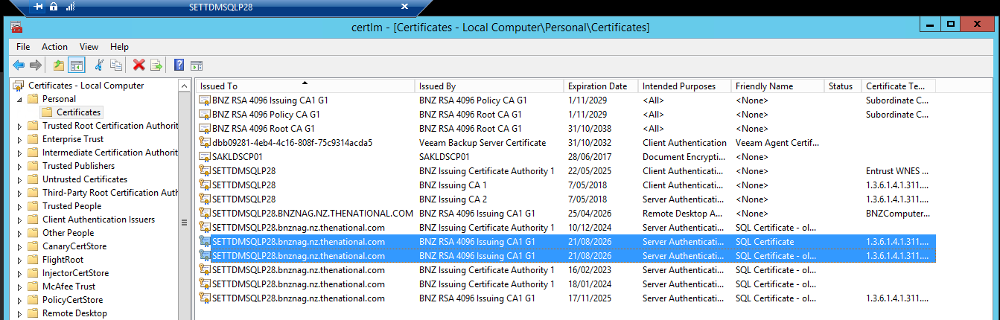 SETTDMSQLP28
certlm - [Certificates - Local Computer\Personal\Certificates]
File Action View Help
Issued To Issued By Expiration Date Intended Purposes Friendly Name Status Certificate Te...
Certificates - Local Computer
Personal
Certificates
Trusted Root Certification Authorit
Enterprise Trust
Intermediate Certification Authorit
Trusted Publishers
Untrusted Certificates
Third-Party Root Certification Auth
Trusted People
Client Authentication Issuers
Other People
CanaryCertStore
FlightRoot
InjectorCertStore
McAfee Trust
PolicyCertStore
Remote Desktop
BNZ RSA 4096 Issuing CA1 G1 BNZ RSA 4096 Policy CA G1 1/11/2029 <All> <None> Subordinate C...
BNZ RSA 4096 Policy CA G1 BNZ RSA 4096 Root CA G1 1/11/2029 <All> <None> Subordinate C...
BNZ RSA 4096 Root CA G1 BNZ RSA 4096 Root CA G1 31/10/2038 <All> <None>
dbb09281-4eb4-4c16-808f-75c9314acda5 Veeam Backup Server Certificate 31/10/2032 Client Authentication Veeam Agent Certif...
SAKLDSCP01 SAKLDSCP01 28/06/2017 Document Encrypti... <None>
SETTDMSQLP28 BNZ Issuing Certificate Authority 1 22/05/2025 Client Authenticati... <None> Entrust WNES ...
SETTDMSQLP28 BNZ Issuing CA 1 7/05/2018 Client Authenticati... <None> 1.3.6.1.4.1.311....
SETTDMSQLP28 BNZ Issuing CA 2 7/05/2018 Server Authenticati... <None> 1.3.6.1.4.1.311....
SETTDMSQLP28.BNZNAG.NZ.THENATIONAL.COM BNZ RSA 4096 Issuing CA1 G1 25/04/2026 Remote Desktop A... <None> BNZComputer...
SETTDMSQLP28.bnznag.nz.thenational.com BNZ Issuing Certificate Authority 1 10/12/2024 Server Authenticati... SQL Certificate - ol...
SETTDMSQLP28.bnznag.nz.thenational.com BNZ RSA 4096 Issuing CA1 G1 21/08/2026 Server Authenticati... SQL Certificate 1.3.6.1.4.1.311....
SETTDMSQLP28.bnznag.nz.thenational.com BNZ RSA 4096 Issuing CA1 G1 21/08/2026 Server Authenticati... SQL Certificate - ol... 1.3.6.1.4.1.311....
SETTDMSQLP28.bnznag.nz.thenational.com BNZ Issuing Certificate Authority 1 16/02/2023 Server Authenticati... SQL Certificate - ol...
SETTDMSQLP28.bnznag.nz.thenational.com BNZ Issuing Certificate Authority 1 18/01/2024 Server Authenticati... SQL Certificate - ol...
SETTDMSQLP28.bnznag.nz.thenational.com BNZ RSA 4096 Issuing CA1 G1 17/11/2025 Server Authenticati... SQL Certificate - ol... 1.3.6.1.4.1.311....